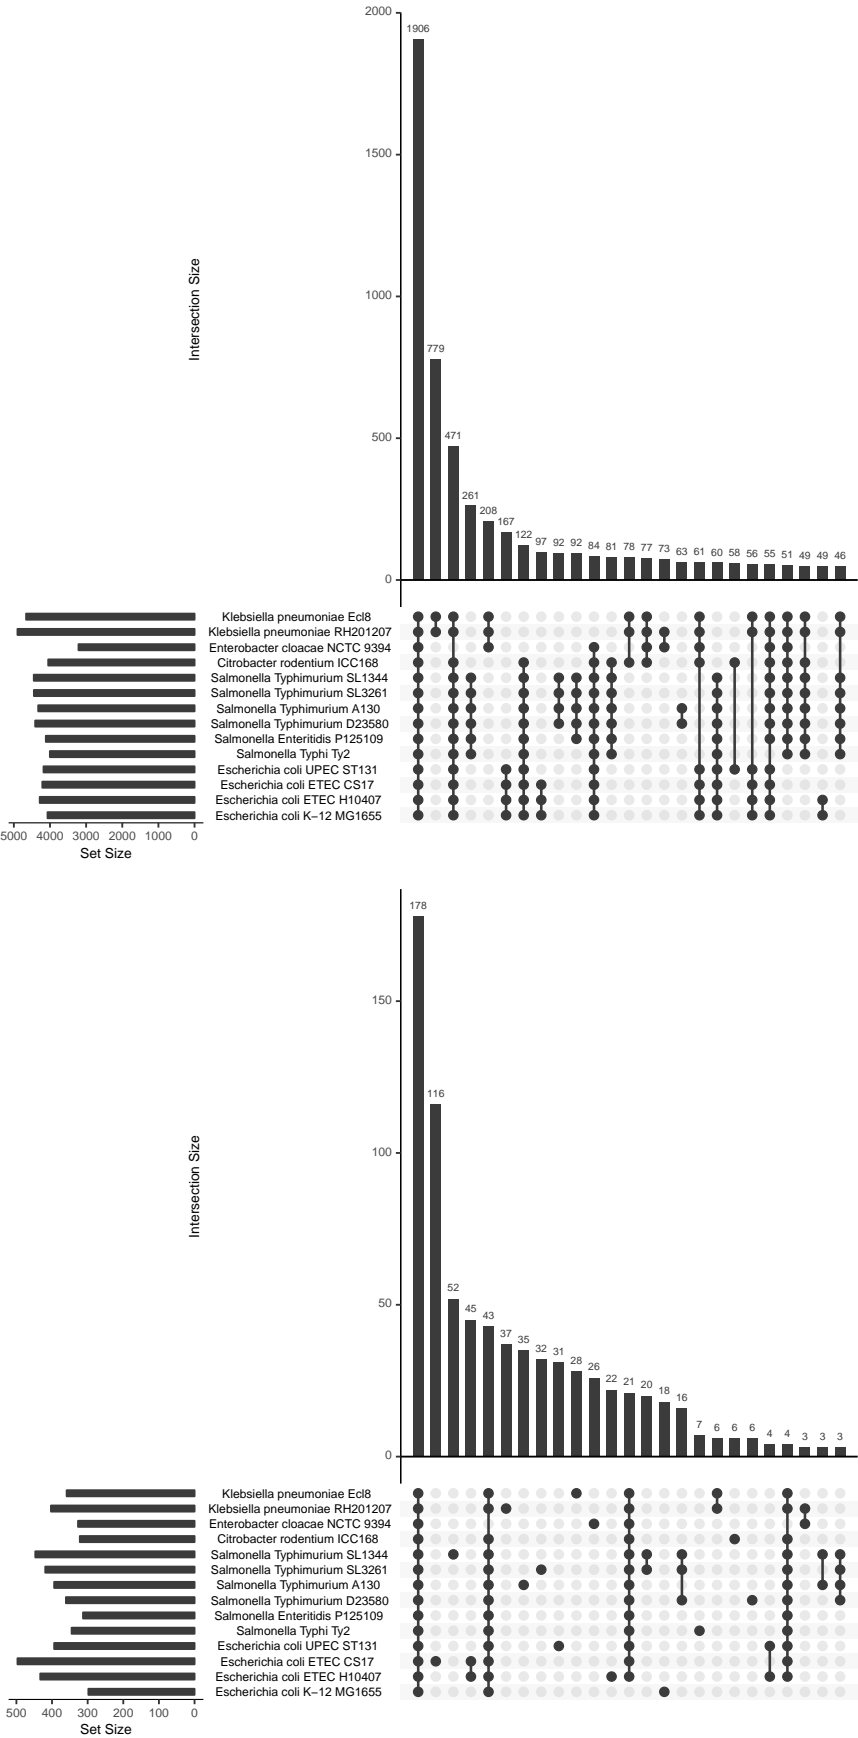 2000
1906
1500
1000
779
500
471
261
208
167
122 97 92 92 84 81 78 77 73 63 61 60 58 56 55 51 49 49 46
0
Intersection Size
Klebsiella pneumoniae Ecl8
Klebsiella pneumoniae RH201207
Enterobacter cloacae NCTC 9394
Citrobacter rodentium ICC168
Salmonella Typhimurium SL1344
Salmonella Typhimurium SL3261
Salmonella Typhimurium A130
Salmonella Typhimurium D23580
Salmonella Enteritidis P125109
Salmonella Typhi Ty2
Escherichia coli UPEC ST131
Escherichia coli ETEC CS17
Escherichia coli ETEC H10407
Escherichia coli K−12 MG1655
5000 4000 3000 2000 1000 0
Set Size
178
150
116
100
52
50
45
43
37
35
32
31
28
26
22
21
20
18
16
7 6 6 6 4 4 3 3 3
0
Intersection Size
Klebsiella pneumoniae Ecl8
Klebsiella pneumoniae RH201207
Enterobacter cloacae NCTC 9394
Citrobacter rodentium ICC168
Salmonella Typhimurium SL1344
Salmonella Typhimurium SL3261
Salmonella Typhimurium A130
Salmonella Typhimurium D23580
Salmonella Enteritidis P125109
Salmonella Typhi Ty2
Escherichia coli UPEC ST131
Escherichia coli ETEC CS17
Escherichia coli ETEC H10407
Escherichia coli K−12 MG1655
500 400 300 200 100 0
Set Size